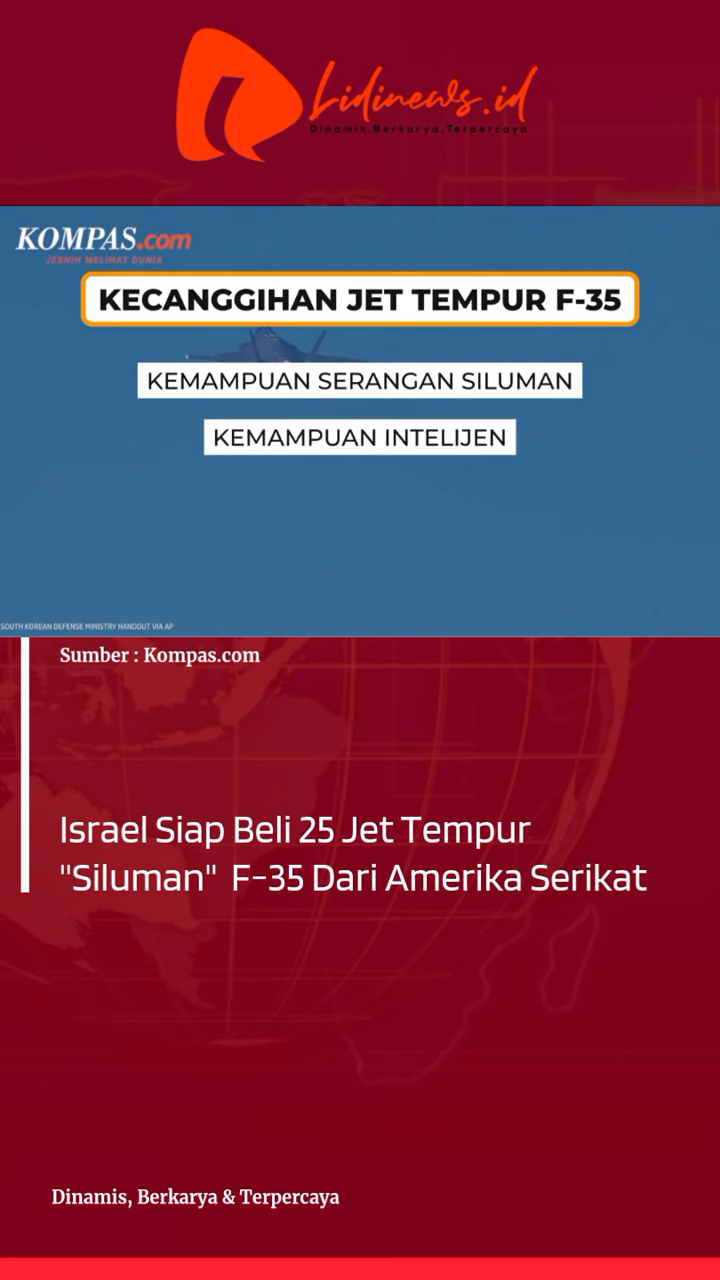 Lidinews.id
Dinamis.Berkarya.Terpercaya
KOMPAS.com
JERNIH MELIHAT DUNIA
KECANGGIHAN JET TEMPUR F-35
KEMAMPUAN SERANGAN SILUMAN
KEMAMPUAN INTELIJEN
SOUTH KOREAN DEFENSE MINISTRY HANDOUT VIA AP
Sumber : Kompas.com
Israel Siap Beli 25 Jet Tempur
"Siluman" F-35 Dari Amerika Serikat
Dinamis, Berkarya & Terpercaya